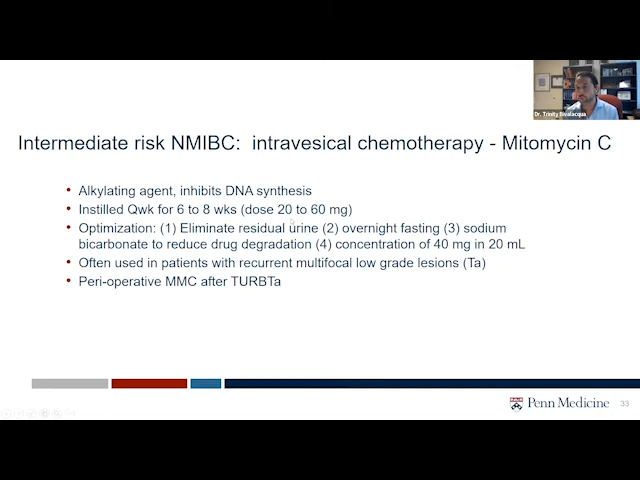 Dr. Trinity Bivalacqua
Intermediate risk NMIBC: intravesical chemotherapy - Mitomycin C
• Alkylating agent, inhibits DNA synthesis
• Instilled Qwk for 6 to 8 wks (dose 20 to 60 mg)
• Optimization: (1) Eliminate residual urine (2) overnight fasting (3) sodium
bicarbonate to reduce drug degradation (4) concentration of 40 mg in 20 mL
• Often used in patients with recurrent multifocal low grade lesions (Ta)
• Peri-operative MMC after TURBTa
Penn Medicine
33